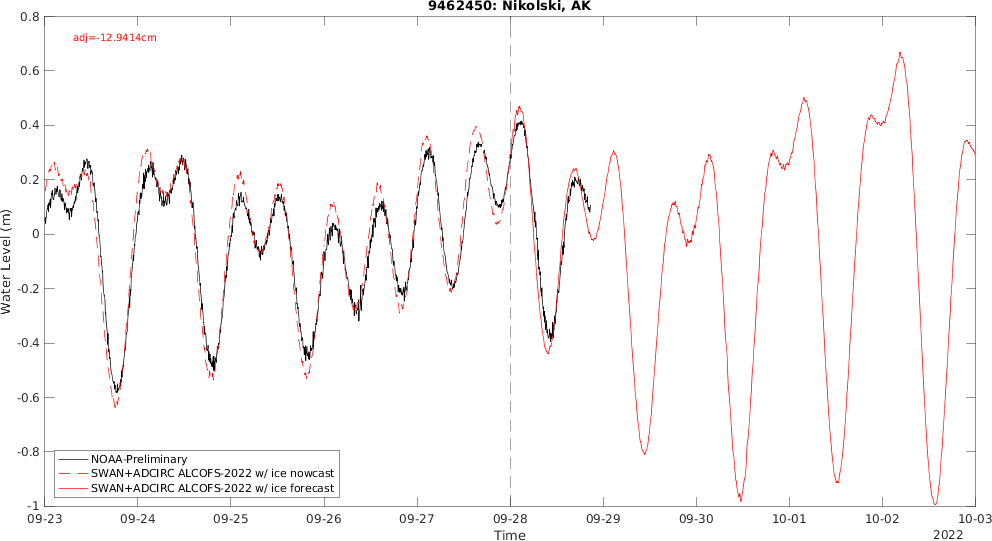 9462450: Nikolski, AK
adj=-12.9414cm
Water Level (m)
0.8
0.6
0.4
0.2
0
-0.2
-0.4
-0.6
-0.8
-1
NOAA-Preliminary
SWAN+ADCIRC ALCOFS-2022 w/ ice nowcast
SWAN+ADCIRC ALCOFS-2022 w/ ice forecast
09-23 09-24 09-25 09-26 09-27 09-28 09-29 09-30 10-01 10-02 10-03
Time
2022